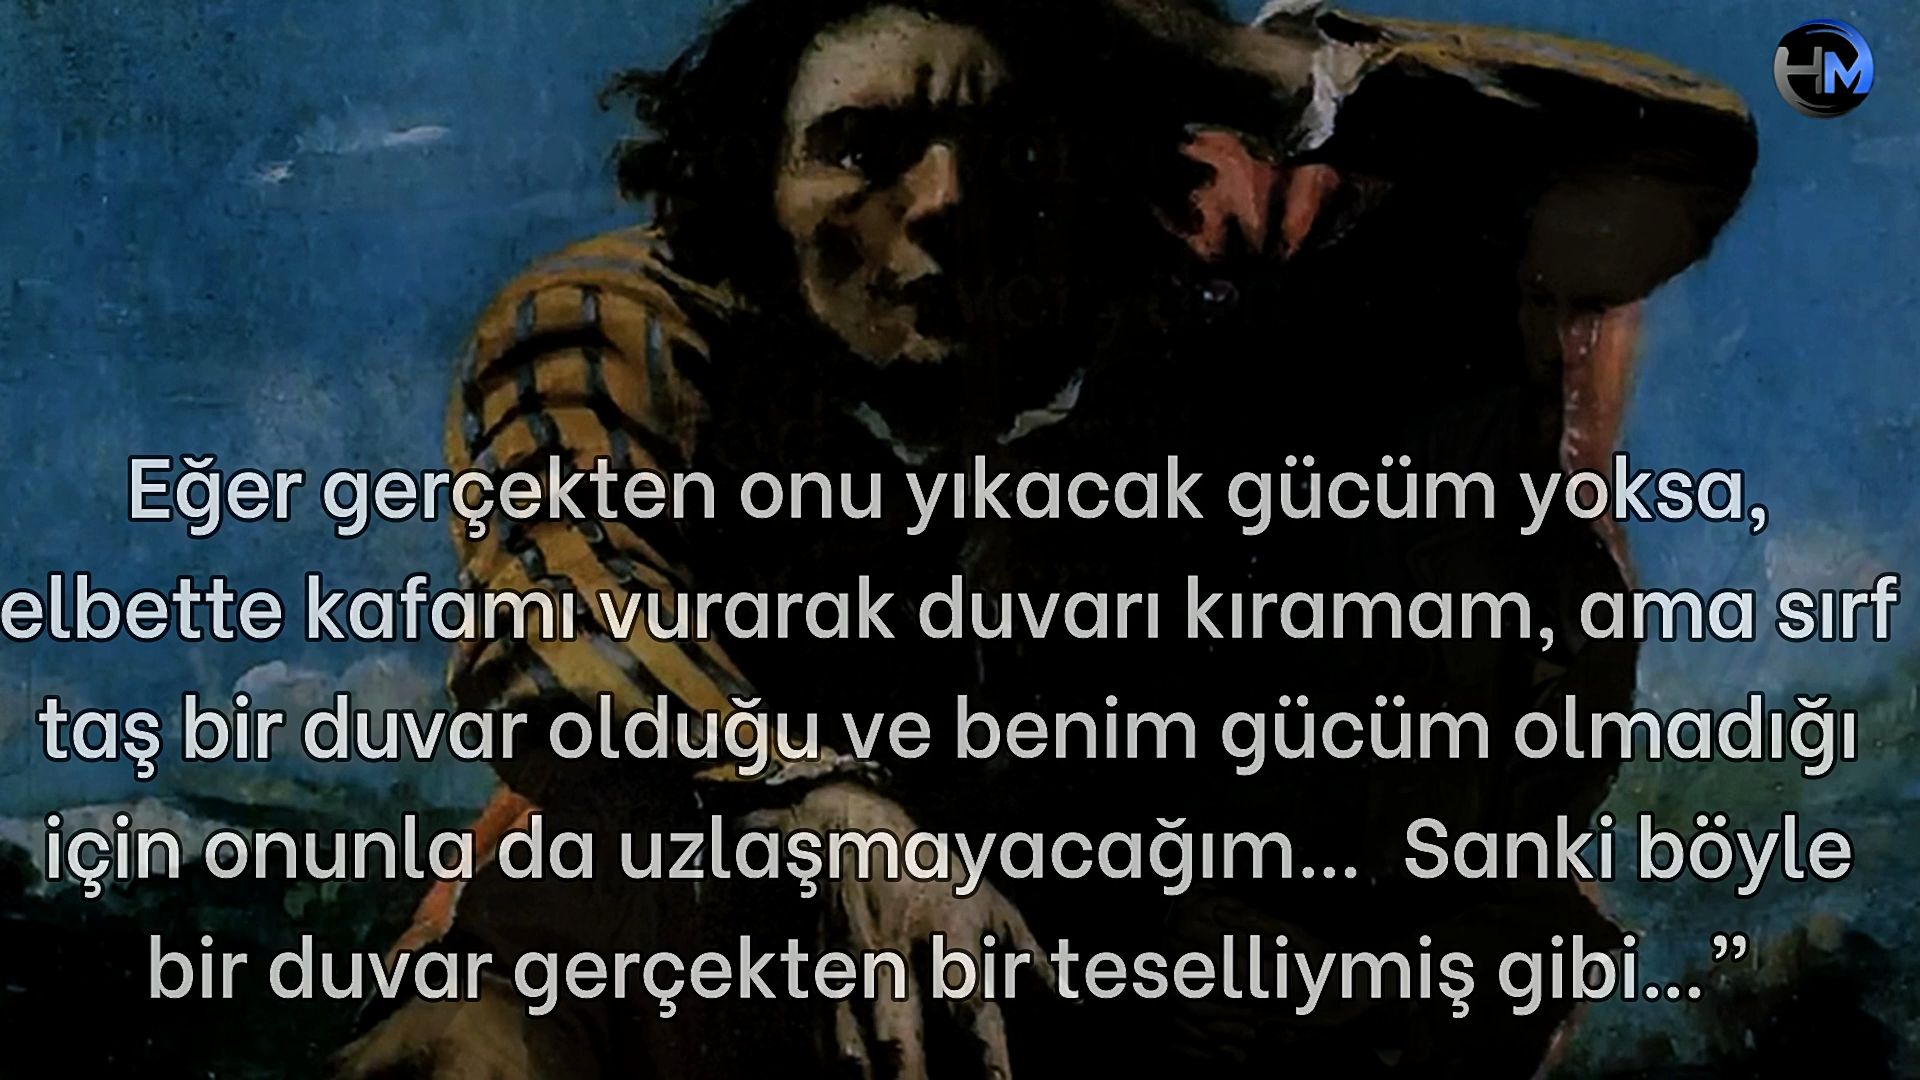 HM
Eğer gerçekten onu yıkacak gücüm yoksa,
elbette kafamı vurarak duvarı kıramam, ama sırf
taş bir duvar olduğu ve benim gücüm olmadığı
için onunla da uzlaşmayacağım... Sanki böyle
bir duvar gerçekten bir teselliymiş gibi...”